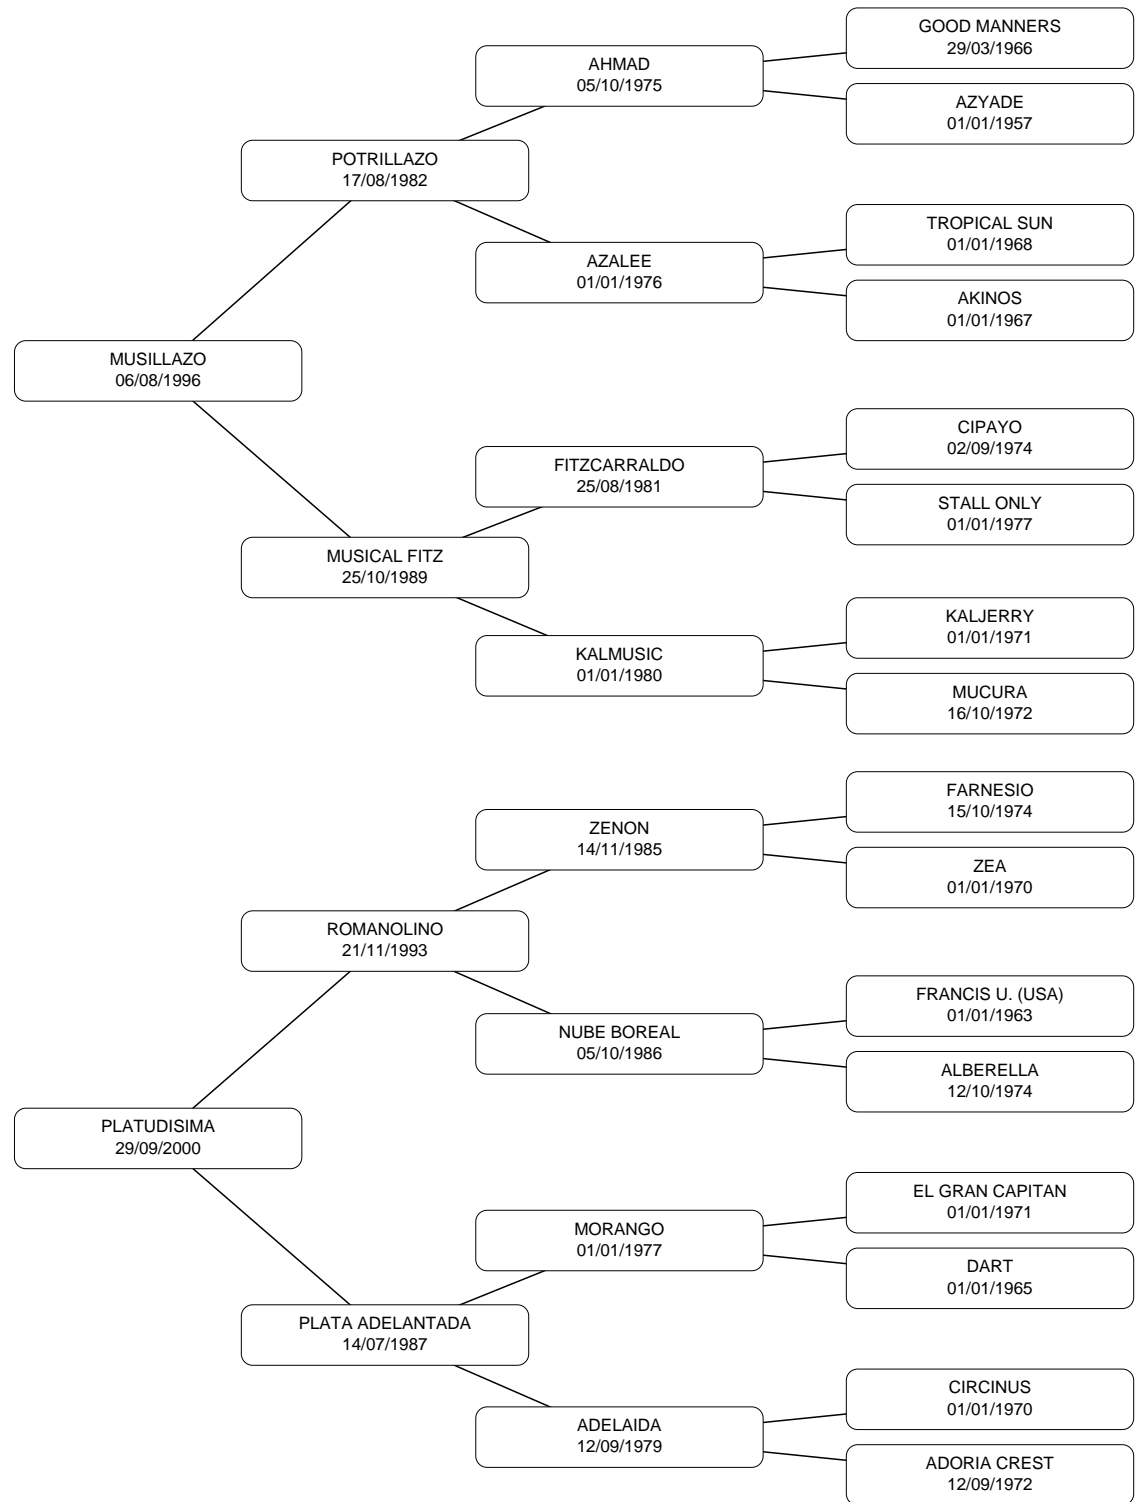 GOOD MANNERS
29/03/1966
AHMAD
05/10/1975
AZYADE
01/01/1957
POTRILLAZO
17/08/1982
TROPICAL SUN
01/01/1968
AZALEE
01/01/1976
AKINOS
01/01/1967
MUSILLAZO
06/08/1996
CIPAYO
02/09/1974
FITZCARRALDO
25/08/1981
STALL ONLY
01/01/1977
MUSICAL FITZ
25/10/1989
KALJERRY
01/01/1971
KALMUSIC
01/01/1980
MUCURA
16/10/1972
FARNESIO
15/10/1974
ZENON
14/11/1985
ZEA
01/01/1970
ROMANOLINO
21/11/1993
FRANCIS U. (USA)
01/01/1963
NUBE BOREAL
05/10/1986
ALBERELLA
12/10/1974
PLATUDISIMA
29/09/2000
EL GRAN CAPITAN
01/01/1971
MORANGO
01/01/1977
DART
01/01/1965
PLATA ADELANTADA
14/07/1987
CIRCINUS
01/01/1970
ADELAIDA
12/09/1979
ADORIA CREST
12/09/1972